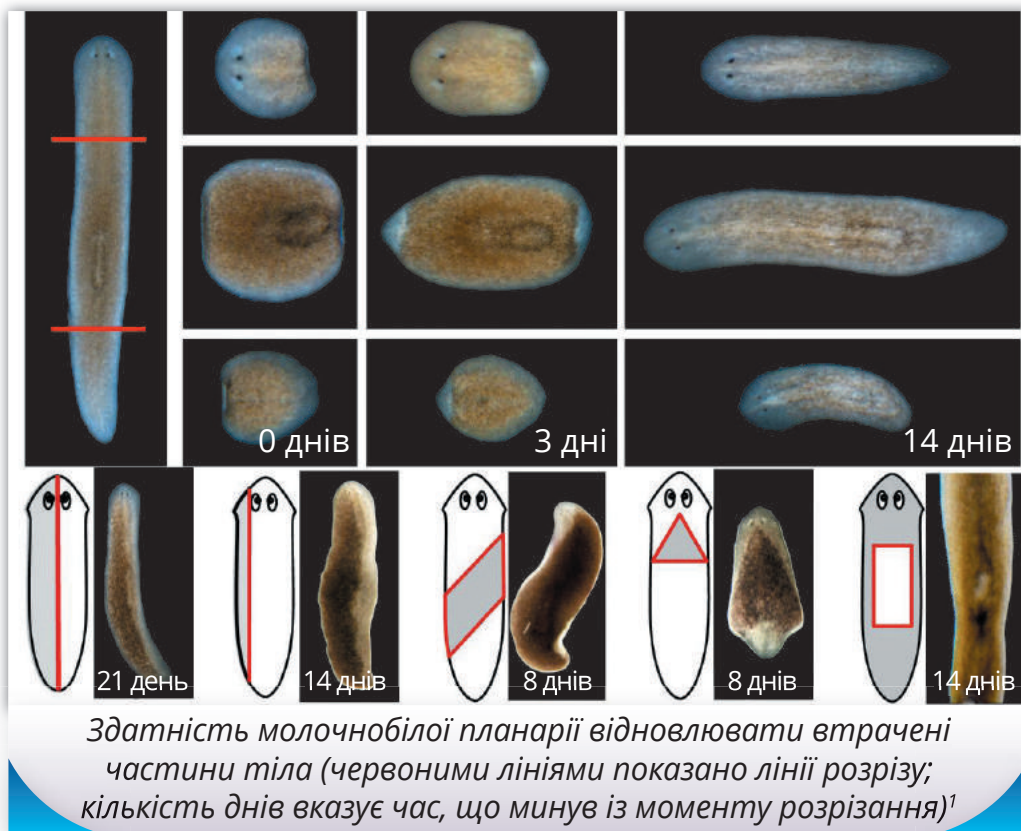 0 днів
3 дні
14 днів
21 день
14 днів
8 днів
8 днів
14 днів
Здатність молочнобілої планарії відновлювати втрачені
частини тіла (червоними лініями показано лінії розрізу;
кількість днів вказує час, що минув із моменту розрізання)¹